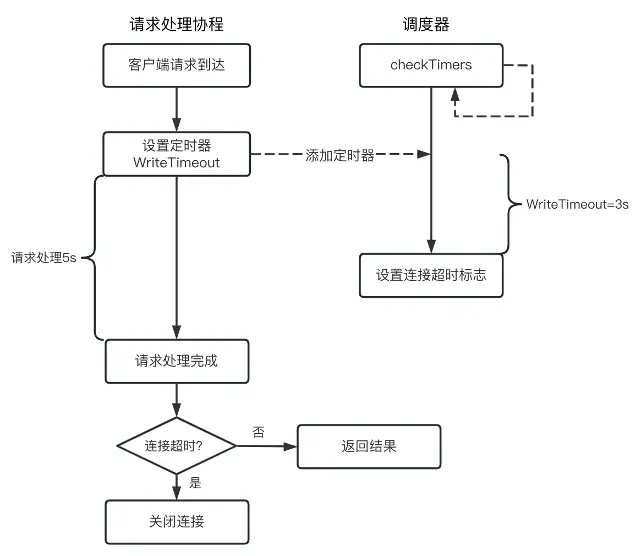 请求处理协程
调度器
客户端请求到达
checkTimers
设置定时器
WriteTimeout
添加定时器
WriteTimeout=3s
请求处理5s
设置连接超时标志
请求处理完成
连接超时?
否
返回结果
是
关闭连接